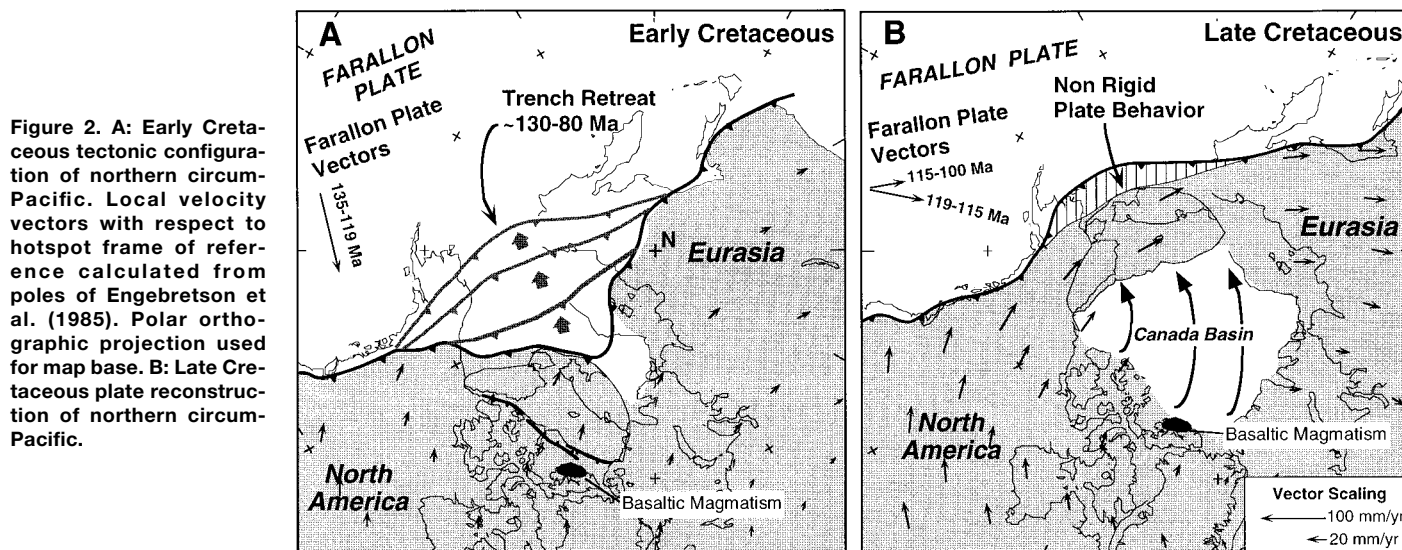 Figure 2. A: Early Creta-
ceous tectonic configura-
tion of northern circum-
Pacific. Local velocity
vectors with respect to
hotspot frame of refer-
ence calculated from
poles of Engebretson et
al. (1985). Polar ortho-
graphic projection used
for map base. B: Late Cre-
taceous plate reconstruc-
tion of northern circum-
Pacific.
A
Early Cretaceous
FARALLON
PLATE
Farallon Plate
Vectors
135-119 Ma
Trench Retreat
~130-80 Ma
N
Eurasia
North
America
Basaltic Magmatism
B
Late Cretaceous
FARALLON PLATE
Non Rigid
Plate Behavior
Farallon Plate
Vectors
115-100 Ma
119-115 Ma
Eurasia
Canada Basin
North
America
Basaltic Magmatism
Vector Scaling
100 mm/yr
20 mm/yr